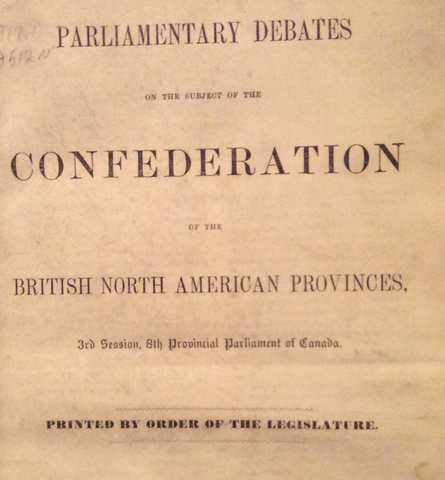 PARLIAMENTARY DEBATES
ON THE SUBJECT OF THE
CONFEDERATION
OF THE
BRITISH NORTH AMERICAN PROVINCES.
3rd Session, 8th Provincial Parliament of Canada.
PRINTED BY ORDER OF THE LEGISLATURE.